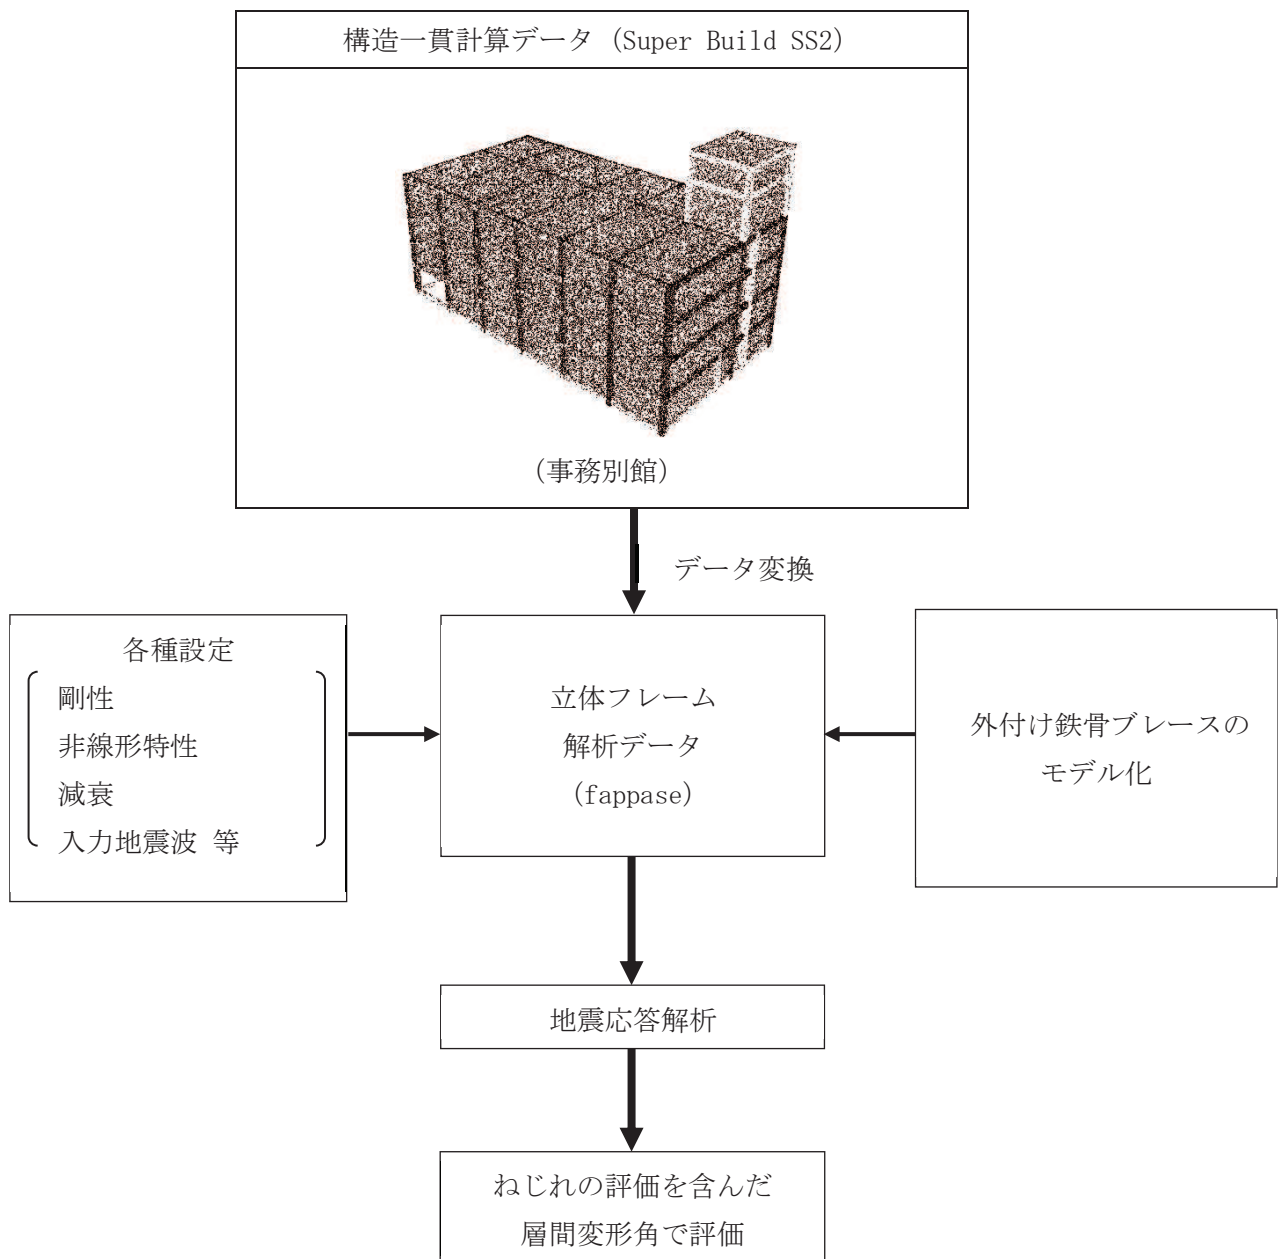 構造一貫計算データ (Super Build SS2)
(事務別館)
データ変換
各種設定
剛性
非線形特性
減衰
入力地震波 等
立体フレーム
解析データ
(fappase)
外付け鉄骨ブレースの
モデル化
地震応答解析
ねじれの評価を含んだ
層間変形角で評価